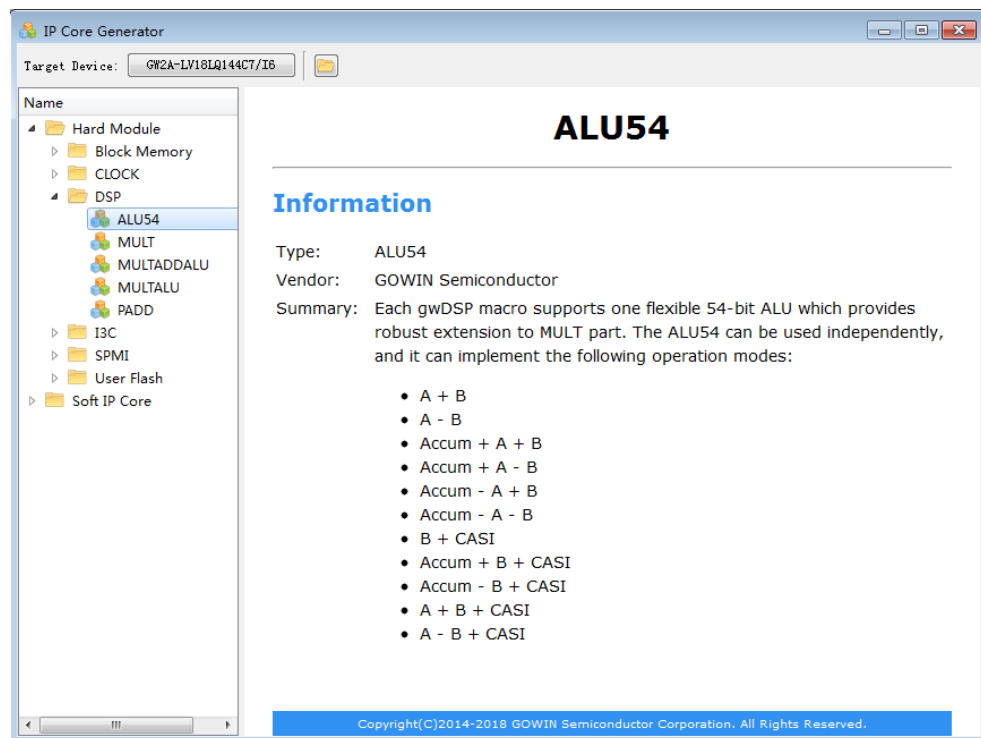 IP Core Generator
Target Device: GW2A-LV18LQ144C7/I6
Name
Hard Module
Block Memory
CLOCK
DSP
ALU54
MULT
MULTADDALU
MULTALU
PADD
I3C
SPMI
User Flash
Soft IP Core
ALU54
Information
Type: ALU54
Vendor: GOWIN Semiconductor
Summary: Each gwDSP macro supports one flexible 54-bit ALU which provides
robust extension to MULT part. The ALU54 can be used independently,
and it can implement the following operation modes:
• A + B
• A - B
• Accum + A + B
• Accum + A - B
• Accum - A + B
• Accum - A - B
• B + CASI
• Accum + B + CASI
• Accum - B + CASI
• A + B + CASI
• A - B + CASI
Copyright(C)2014-2018 GOWIN Semiconductor Corporation. All Rights Reserved.